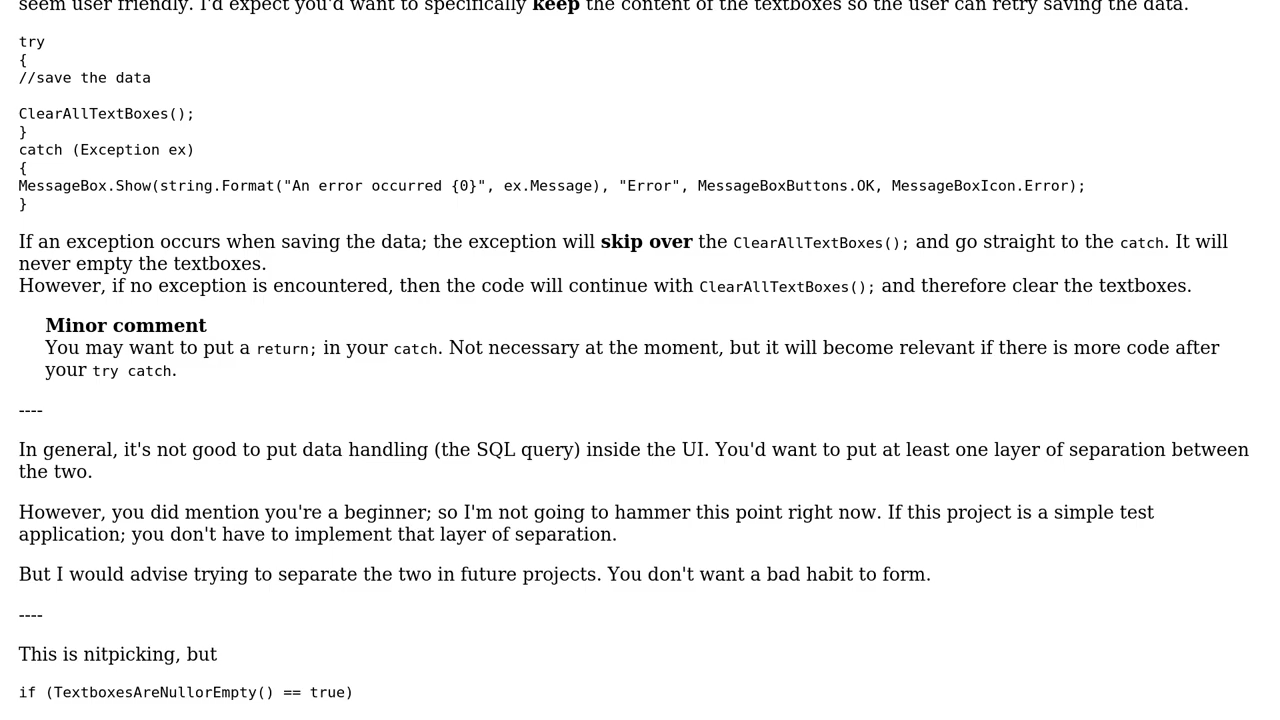 seem user friendly. I'd expect you'd want to specifically keep the content of the textboxes so the user can retry saving the data.
try
{
//save the data
ClearAllTextBoxes();
}
catch (Exception ex)
{
MessageBox.Show(string.Format("An error occurred {0}", ex.Message), "Error", MessageBoxButtons.OK, MessageBoxIcon.Error);
}
If an exception occurs when saving the data; the exception will skip over the ClearAllTextBoxes(); and go straight to the catch. It will
never empty the textboxes.
However, if no exception is encountered, then the code will continue with ClearAllTextBoxes(); and therefore clear the textboxes.
Minor comment
You may want to put a return; in your catch. Not necessary at the moment, but it will become relevant if there is more code after
your try catch.
----
In general, it's not good to put data handling (the SQL query) inside the UI. You'd want to put at least one layer of separation between
the two.
However, you did mention you're a beginner; so I'm not going to hammer this point right now. If this project is a simple test
application; you don't have to implement that layer of separation.
But I would advise trying to separate the two in future projects. You don't want a bad habit to form.
----
This is nitpicking, but
if (TextboxesAreNullorEmpty() == true)